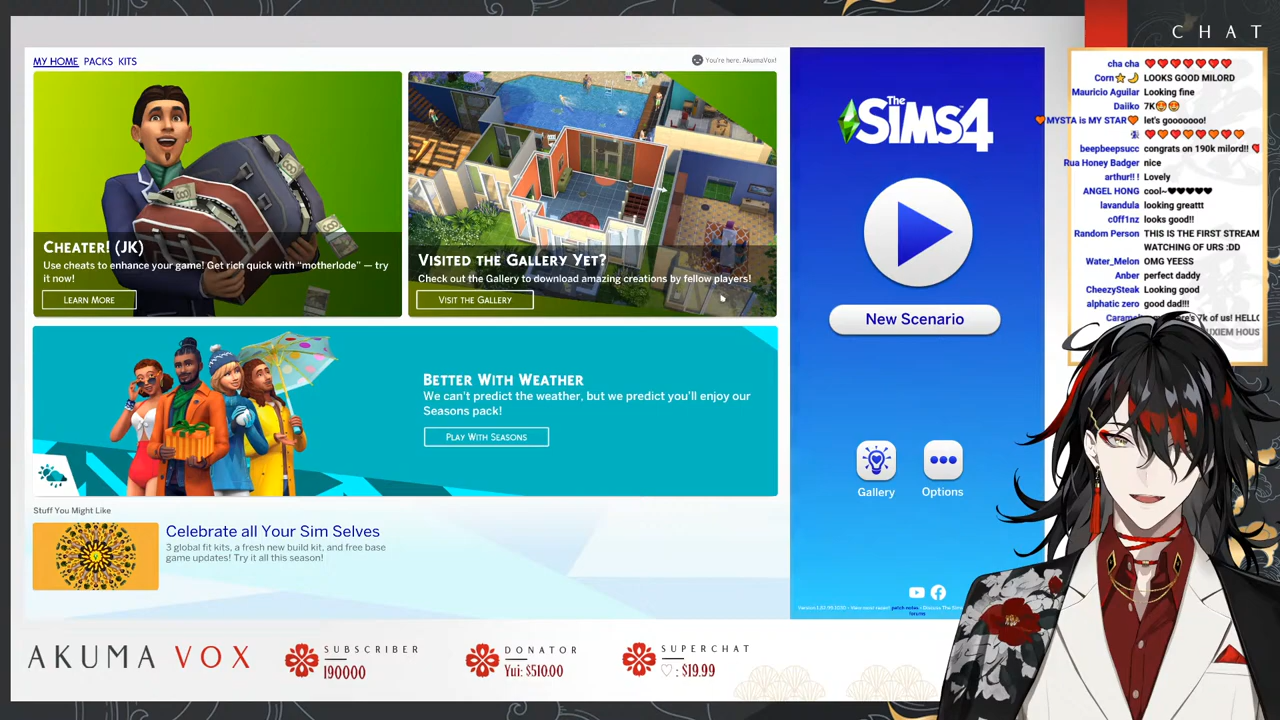 MY HOME PACKS KITS
You're here, AkumaVox!
CHEATER! (JK)
Use cheats to enhance your game! Get rich quick with “motherlode” — try
it now!
LEARN MORE
VISITED THE GALLERY YET?
Check out the Gallery to download amazing creations by fellow players!
VISIT THE GALLERY
BETTER WITH WEATHER
We can't predict the weather, but we predict you'll enjoy our
Seasons pack!
PLAY WITH SEASONS
Stuff You Might Like
Celebrate all Your Sim Selves
3 global fit kits, a fresh new build kit, and free base
game updates! Try it all this season!
The SIMS 4
New Scenario
Gallery
Options
patch notes
forums
CHAT
cha cha ❤❤❤❤❤❤❤
Corn⭐🌙 LOOKS GOOD MILORD
Mauricio Aguilar Looking fine
Daiiko 7K😍😍
🧡MYSTA is MY STAR🧡 let's gooooooo!
🧡🧡🧡🧡🧡🧡🧡🧡
beepbeepsucc congrats on 190k milord!!
Rua Honey Badger nice
arthur!! ! Lovely
ANGEL HONG cool~🖤🖤🖤🖤🖤
lavandula looking greattt
c0ff1nz looks good!!
Random Person THIS IS THE FIRST STREAM
WATCHING OF URS :DD
Water_Melon OMG YEESS
Anber perfect daddy
CheezySteak Looking good
alphatic zero good dad!!!
7k of us!
AKUMA VOX
SUBSCRIBER
190000
DONATOR
Yui: $510.00
SUPERCHAT
♡ : $19.99